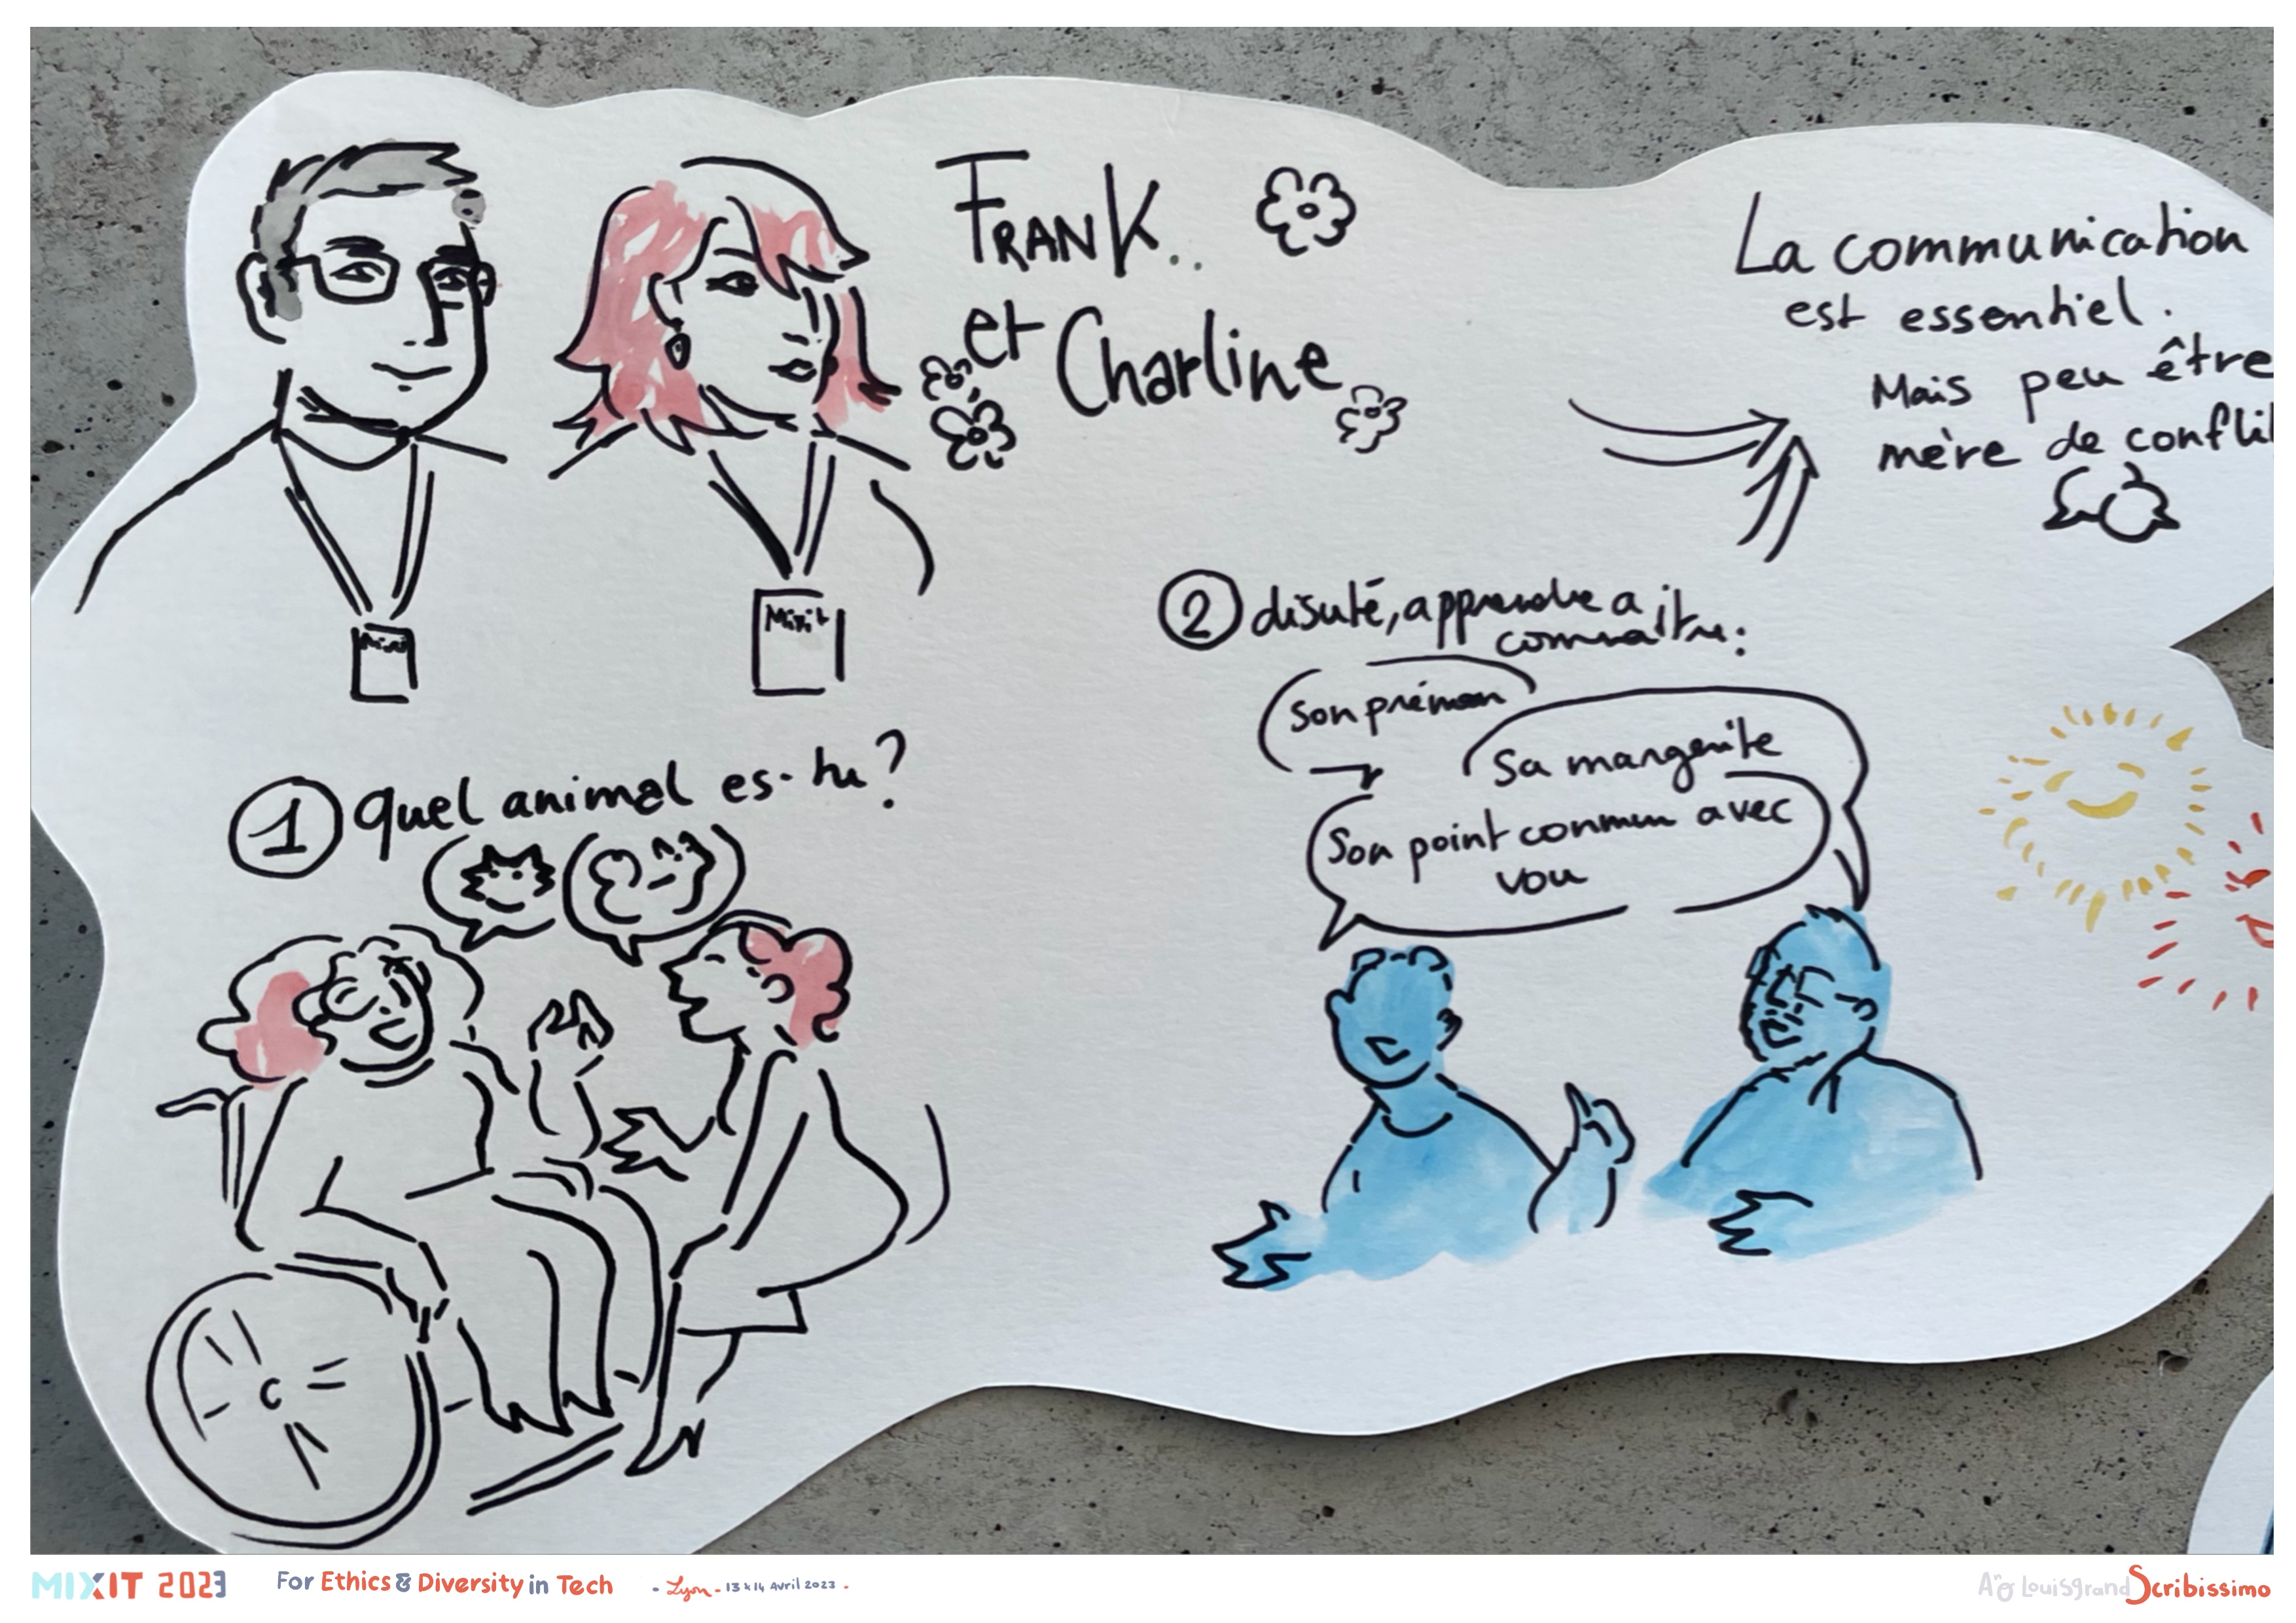 FRANK..
et Charline
La communication
est essentiel.
Mais peu être
mère de conflit
Mixit
Mixit
② disuté, apprendre a
connaitre:
Son prénom
Sa marguerite
Son point commun avec
vou
① quel animal es-tu?
MIXIT 2023 For Ethics & Diversity in Tech - Lyon - 13 & 14 Avril 2023 -
Louisgrand Scribissimo